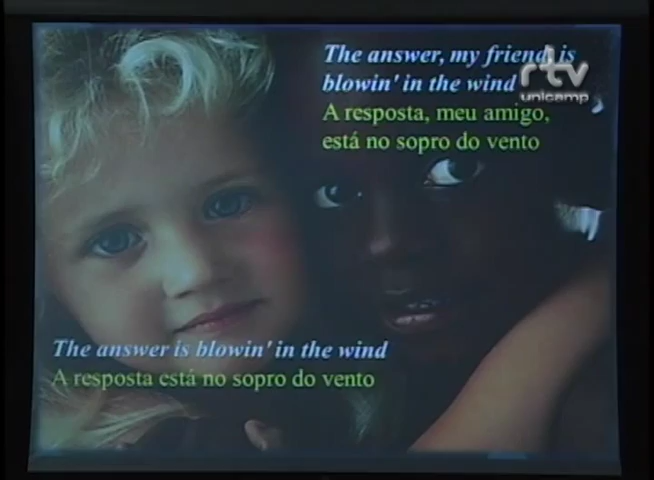 The answer, my friend, is
blowin' in the wind
A resposta, meu amigo,
está no sopro do vento
rtv
unicamp
The answer is blowin' in the wind
A resposta está no sopro do vento